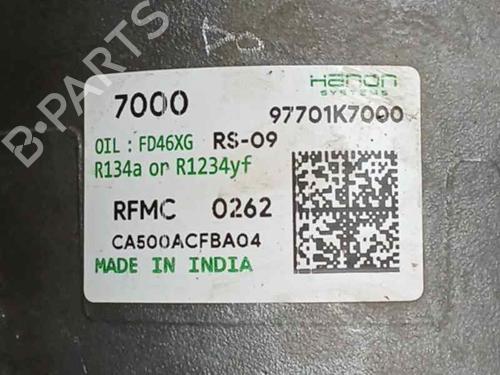 B-PARTS
HANON
SYSTEMS
7000 97701K7000
OIL : FD46XG RS-09
R134a or R1234yf
RFMC 0262
CA500ACFBA04
MADE IN INDIA